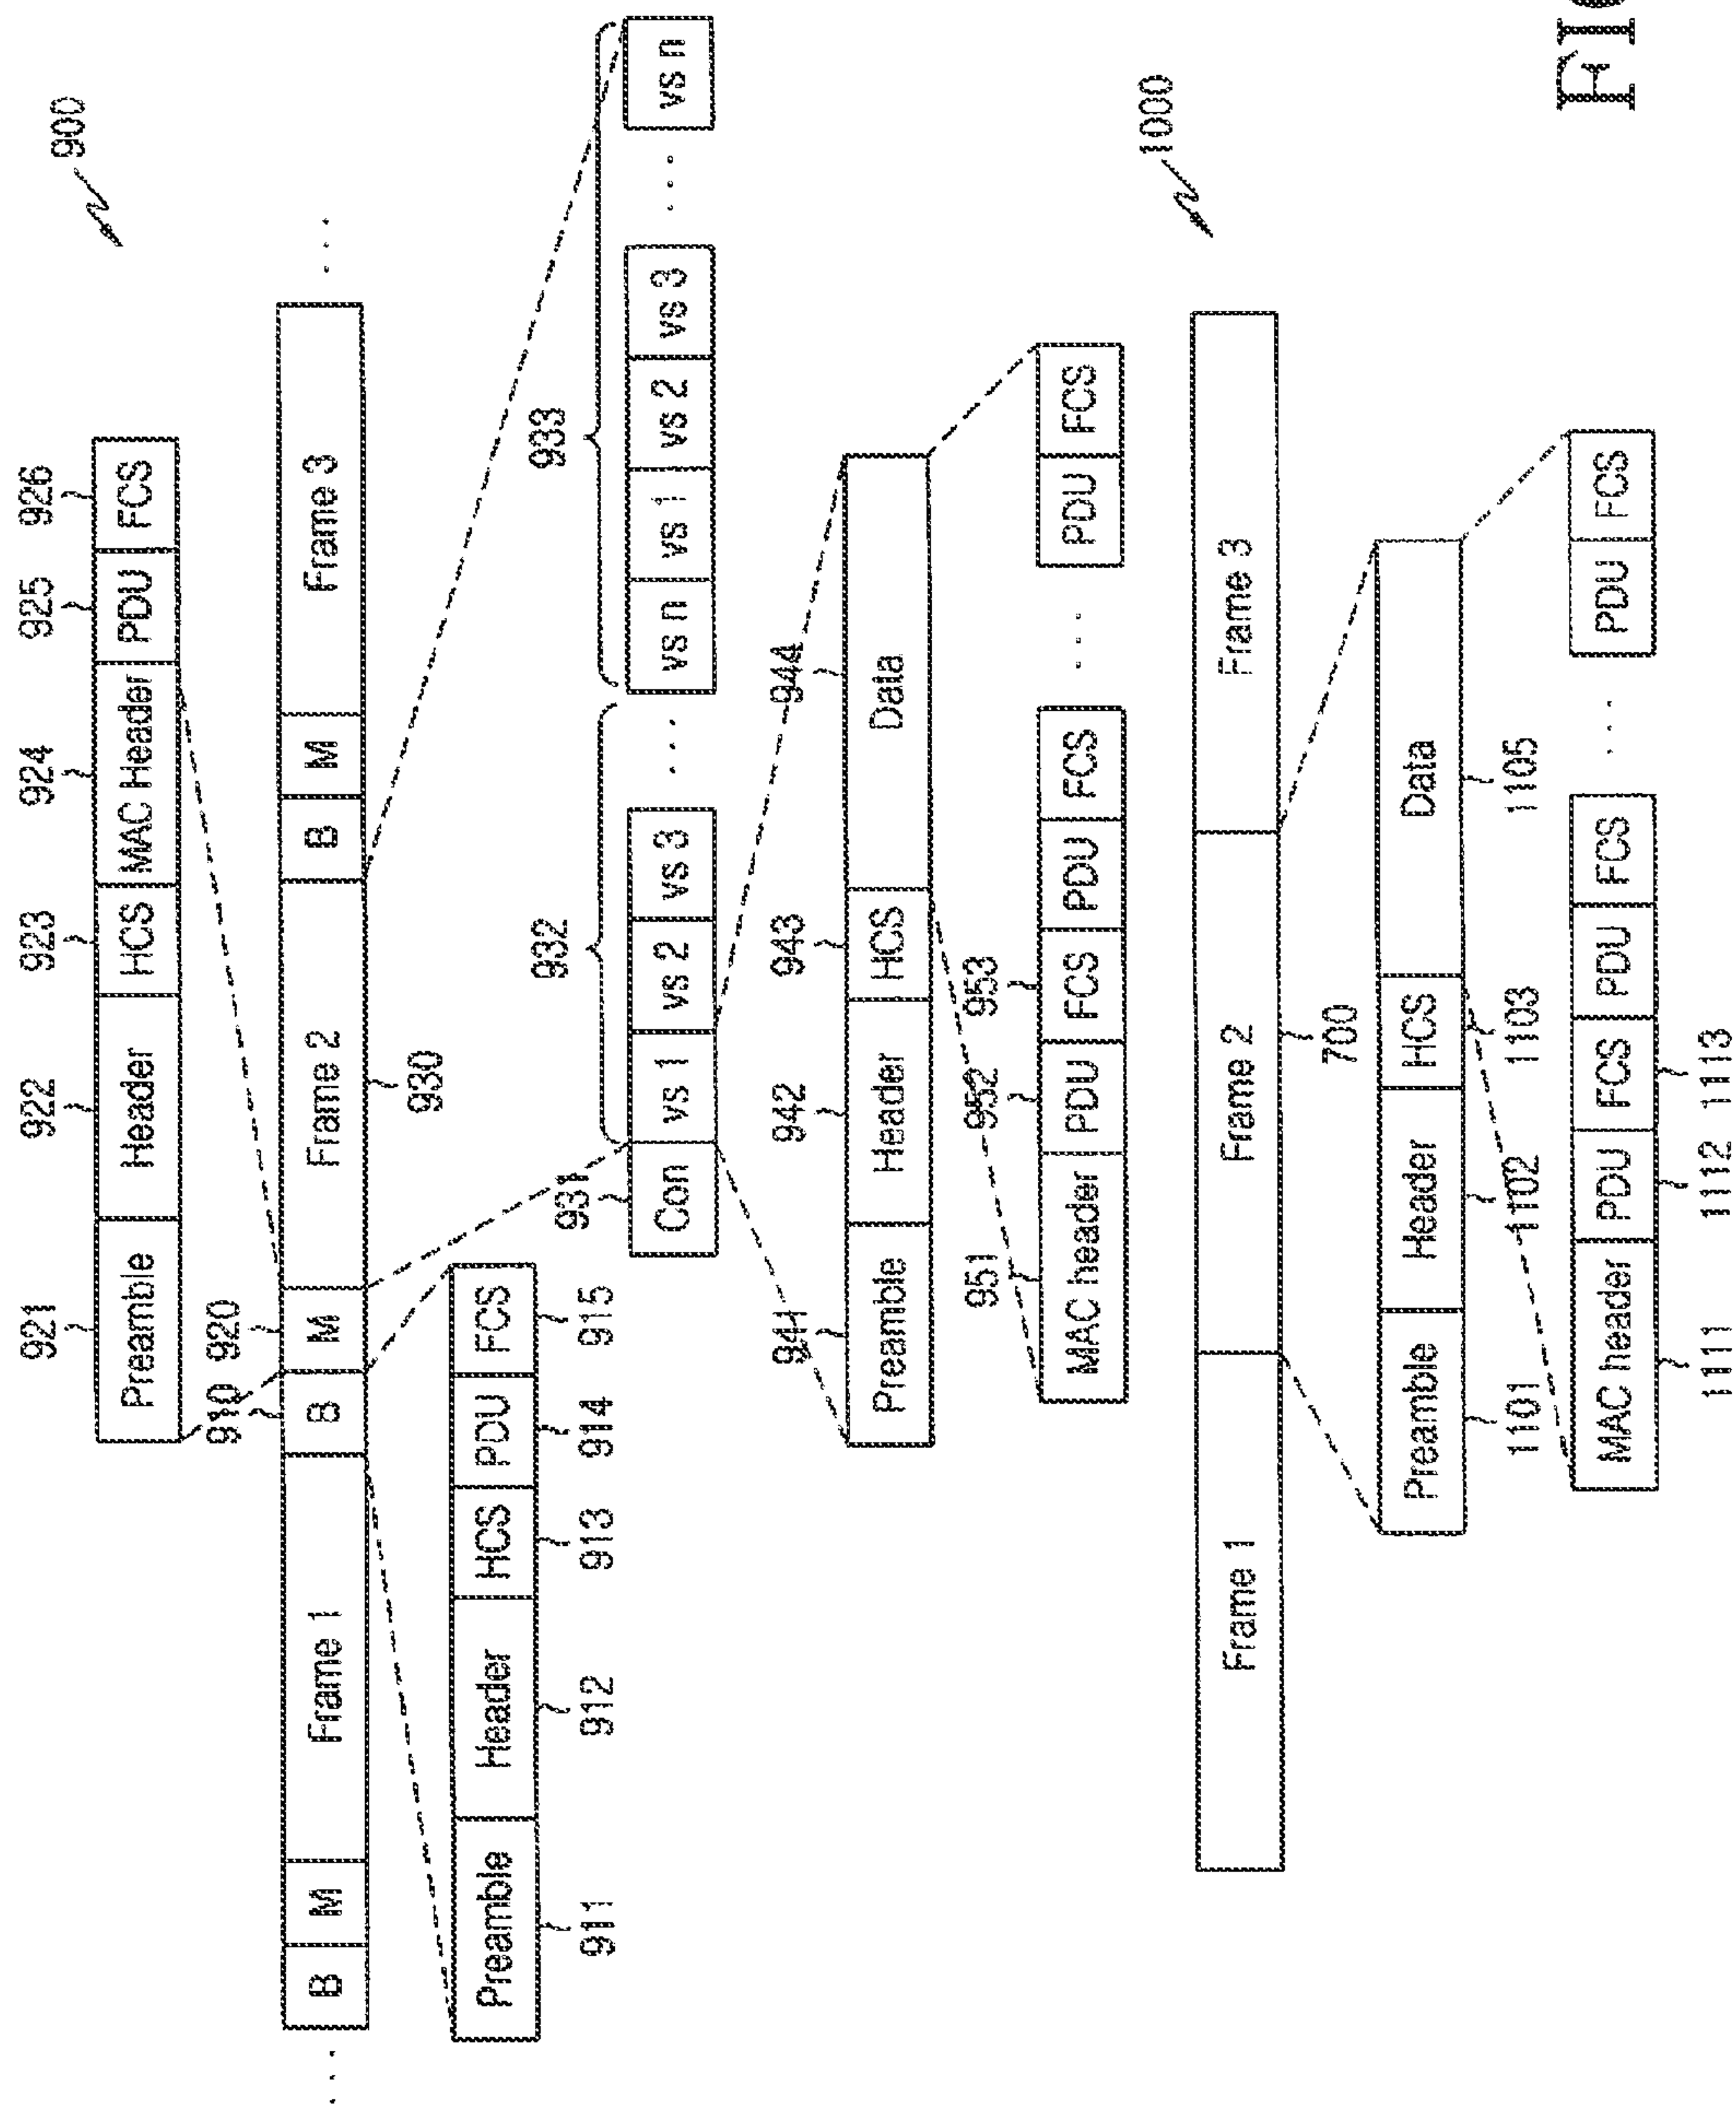 900
921 922 923 924 925 926
Preamble Header HCS MAC Header PDU FCS
910 920
... B M Frame 1 B M Frame 2 B M Frame 3 ...
930
Preamble Header HCS PDU FCS
911 912 913 914 915
931 932 933
Con vs 1 vs 2 vs 3 ... vs n vs 1 vs 2 vs 3 ... vs n
941 942 943 944
Preamble Header HCS Data
951 952 953
MAC header PDU FCS PDU FCS ... PDU FCS
1000
Frame 1 Frame 2 Frame 3
700
Preamble Header HCS Data
1101 1102 1103 1105
MAC header PDU FCS PDU FCS ... PDU FCS
1111 1112 1113